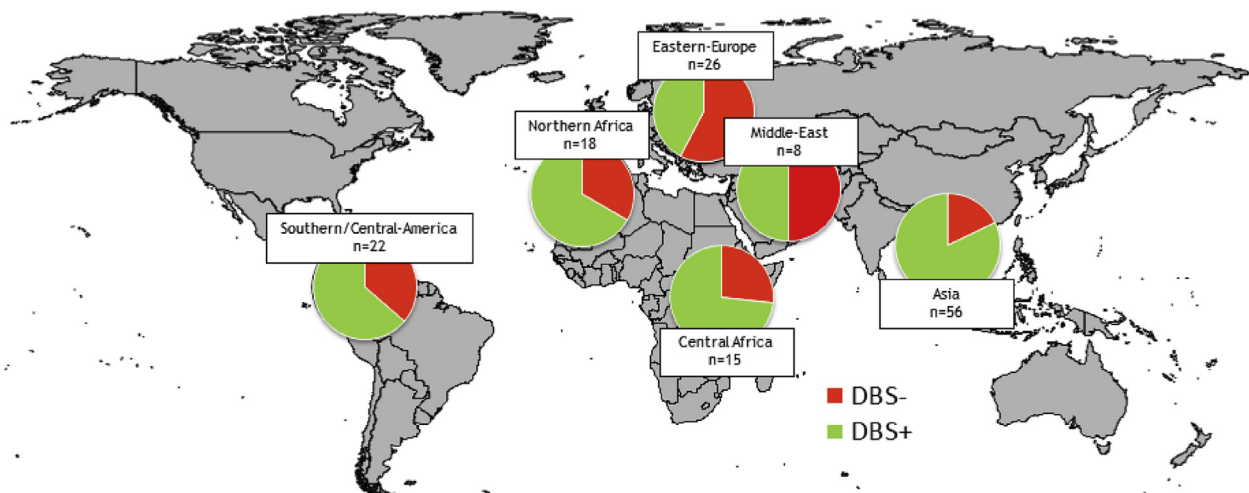 Eastern-Europe
n=26
Northern Africa
n=18
Middle-East
n=8
Southern/Central-America
n=22
Asia
n=56
Central Africa
n=15
DBS-
DBS+